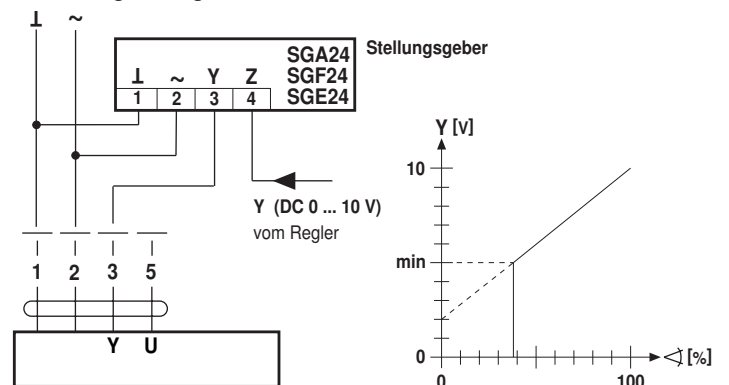 ⊥ ~
SGA24
SGF24
SGE24
Stellungsgeber
⊥ ~ Y Z
1 2 3 4
Y (DC 0 ... 10 V)
vom Regler
1 2 3 5
Y U
Y [V]
10
min
0
[%]
0 100